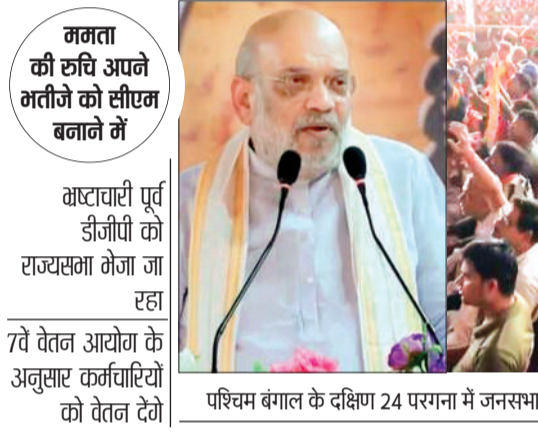 ममता
की रुचि अपने
भतीजे को सीएम
बनाने में
भ्रष्टाचारी पूर्व
डीजीपी को
राज्यसभा भेजा जा
रहा
7वें वेतन आयोग के
अनुसार कर्मचारियों
को वेतन देंगे
पश्चिम बंगाल के दक्षिण 24 परगना में जनसभा